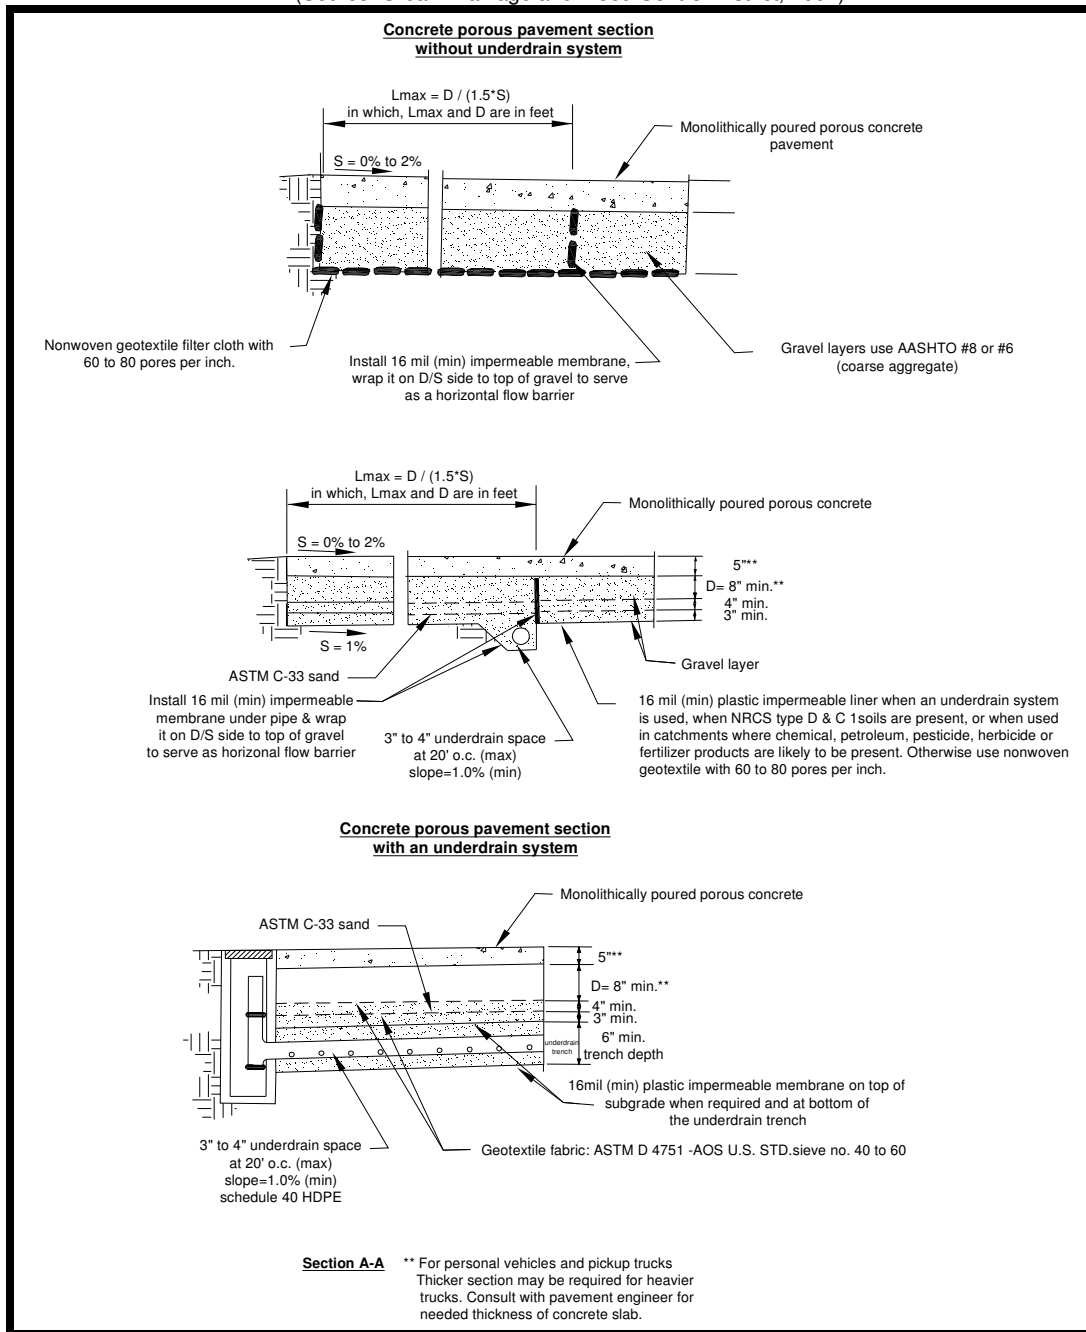 Concrete porous pavement section
without underdrain system
Lmax = D / (1.5*S)
in which, Lmax and D are in feet
Monolithically poured porous concrete
pavement
S = 0% to 2%
Nonwoven geotextile filter cloth with
60 to 80 pores per inch.
Install 16 mil (min) impermeable membrane,
wrap it on D/S side to top of gravel to serve
as a horizontal flow barrier
Gravel layers use AASHTO #8 or #6
(coarse aggregate)
Lmax = D / (1.5*S)
in which, Lmax and D are in feet
Monolithically poured porous concrete
S = 0% to 2%
5"**
D= 8" min.**
4" min.
3" min.
S = 1%
ASTM C-33 sand
Gravel layer
Install 16 mil (min) impermeable
membrane under pipe & wrap
it on D/S side to top of gravel
to serve as horizonal flow barrier
3" to 4" underdrain space
at 20' o.c. (max)
slope=1.0% (min)
16 mil (min) plastic impermeable liner when an underdrain system
is used, when NRCS type D & C 1soils are present, or when used
in catchments where chemical, petroleum, pesticide, herbicide or
fertilizer products are likely to be present. Otherwise use nonwoven
geotextile with 60 to 80 pores per inch.
Concrete porous pavement section
with an underdrain system
Monolithically poured porous concrete
ASTM C-33 sand
5"**
D= 8" min.**
4" min.
3" min.
6" min.
trench depth
underdrain
trench
16mil (min) plastic impermeable membrane on top of
subgrade when required and at bottom of
the underdrain trench
3" to 4" underdrain space
at 20' o.c. (max)
slope=1.0% (min)
schedule 40 HDPE
Geotextile fabric: ASTM D 4751 -AOS U.S. STD.sieve no. 40 to 60
Section A-A ** For personal vehicles and pickup trucks
Thicker section may be required for heavier
trucks. Consult with pavement engineer for
needed thickness of concrete slab.